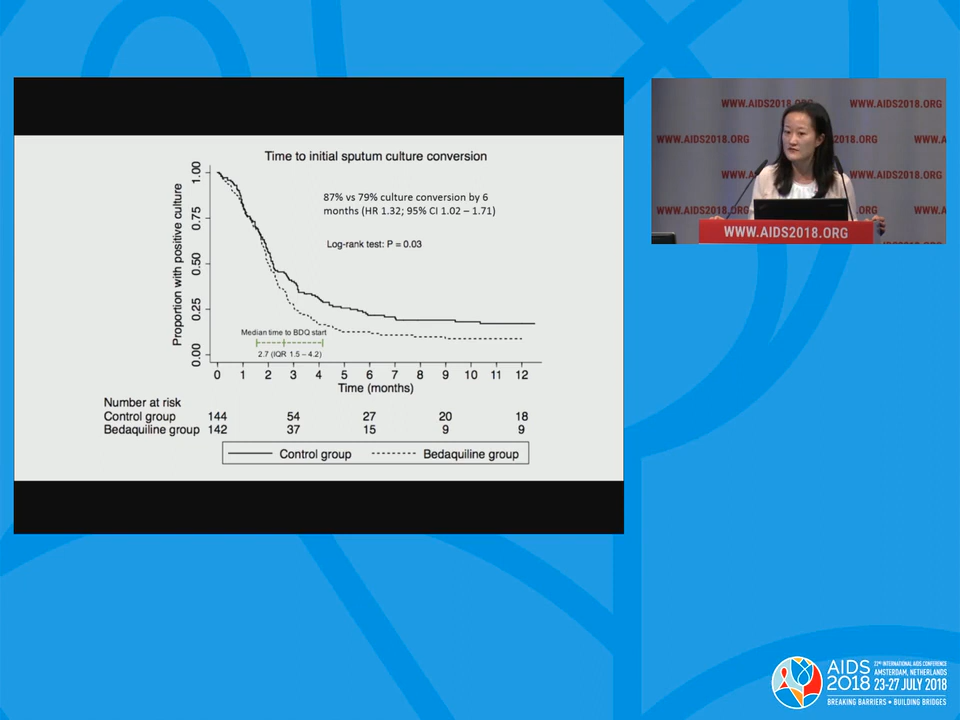 Time to initial sputum culture conversion
87% vs 79% culture conversion by 6
months (HR 1.32; 95% CI 1.02 – 1.71)
Log-rank test: P = 0.03
Proportion with positive culture
1.00
0.75
0.50
0.25
0.00
Median time to BDQ start
2.7 (IQR 1.5 – 4.2)
0 1 2 3 4 5 6 7 8 9 10 11 12
Time (months)
Number at risk
Control group 144 54 27 20 18
Bedaquiline group 142 37 15 9 9
Control group Bedaquiline group
WWW.AIDS2018.ORG WWW.AIDS2018.ORG
WWW.AIDS2018.ORG 2018.ORG WWW.A
WWW.A WWW.AIDS2018.ORG
WWW.AIDS2018.ORG .ORG WWW.A
WWW.AIDS2018.ORG
AIDS 2018
22ND INTERNATIONAL AIDS CONFERENCE
AMSTERDAM, NETHERLANDS
23-27 JULY 2018
BREAKING BARRIERS • BUILDING BRIDGES